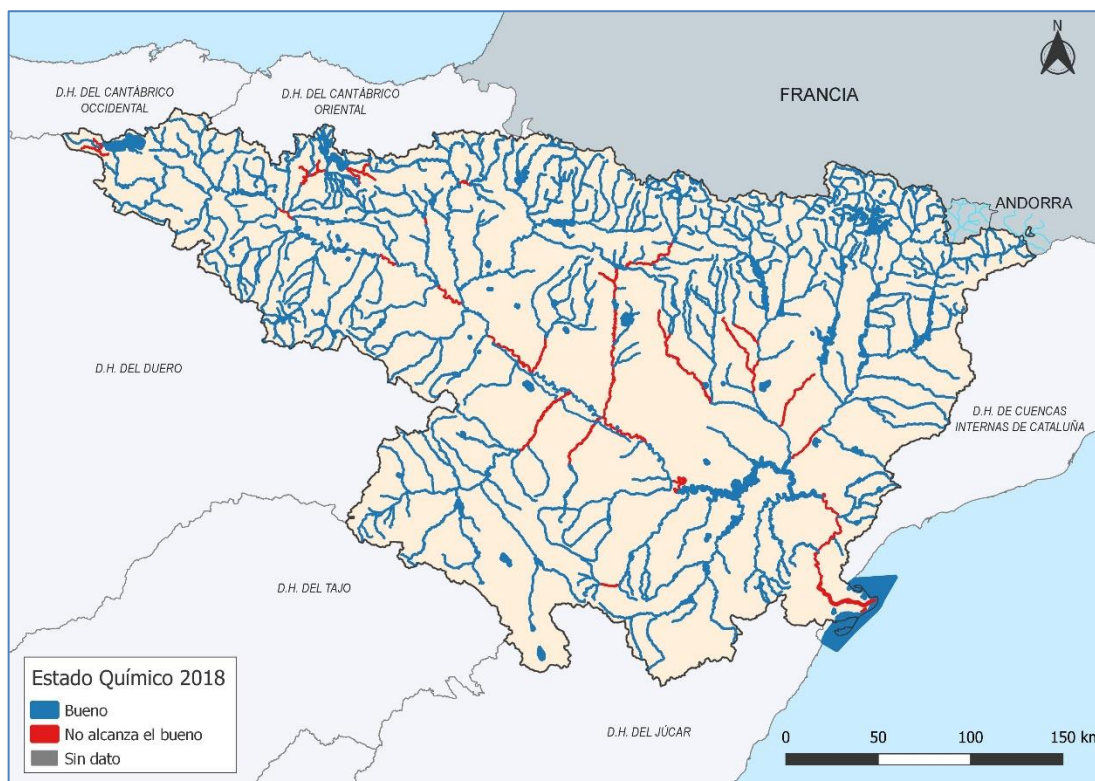 N
D.H. DEL CANTÁBRICO
OCCIDENTAL
D.H. DEL CANTÁBRICO
ORIENTAL
FRANCIA
ANDORRA
D.H. DEL DUERO
D.H. DE CUENCAS
INTERNAS DE CATALUÑA
D.H. DEL TAJO
D.H. DEL JÚCAR
Estado Químico 2018
Bueno
No alcanza el bueno
Sin dato
0 50 100 150 km